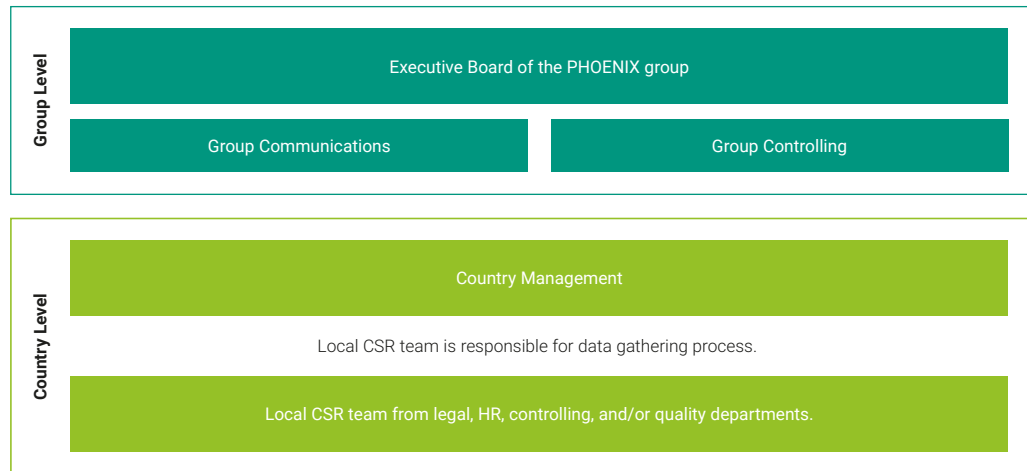 Group Level
Executive Board of the PHOENIX group
Group Communications
Group Controlling
Country Level
Country Management
Local CSR team is responsible for data gathering process.
Local CSR team from legal, HR, controlling, and/or quality departments.